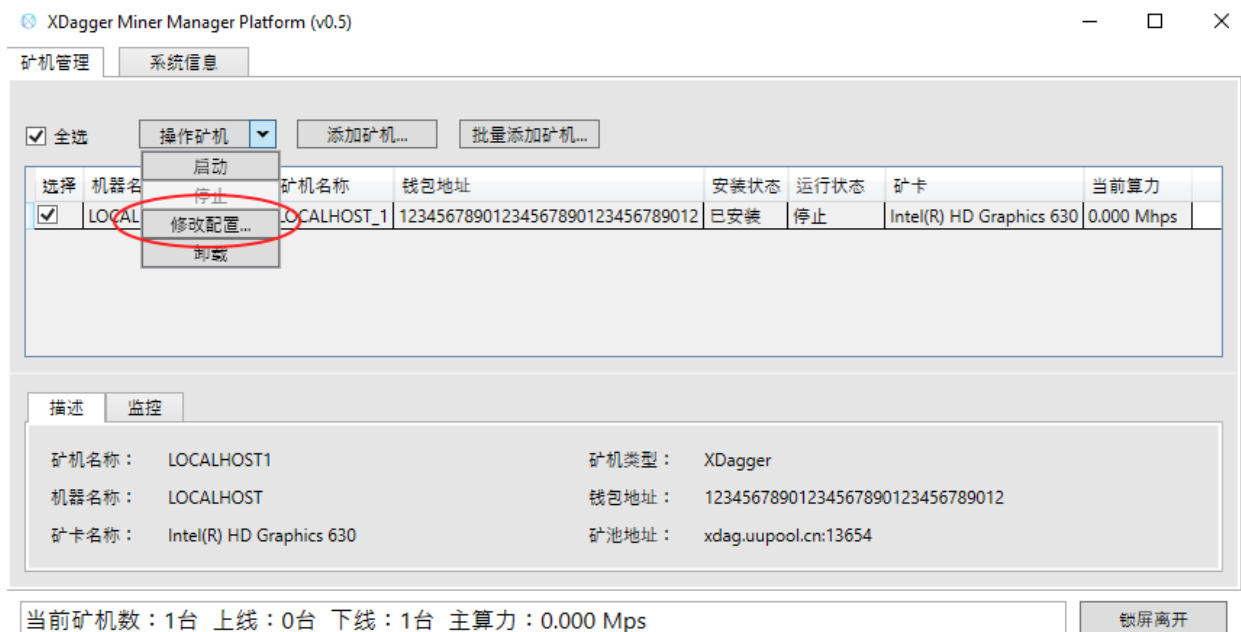 XDagger Miner Manager Platform (v0.5)
矿机管理 系统信息
全选 操作矿机 添加矿机... 批量添加矿机...
启动
选择 机器名 停止 矿机名称 钱包地址 安装状态 运行状态 矿卡 当前算力
LOCAL 修改配置... LOCALHOST_1 12345678901234567890123456789012 已安装 停止 Intel(R) HD Graphics 630 0.000 Mhps
卸载
描述 监控
矿机名称： LOCALHOST1 矿机类型： XDagger
机器名称： LOCALHOST 钱包地址： 12345678901234567890123456789012
矿卡名称： Intel(R) HD Graphics 630 矿池地址： xdag.uupool.cn:13654
当前矿机数：1台 上线：0台 下线：1台 主算力：0.000 Mps 锁屏离开